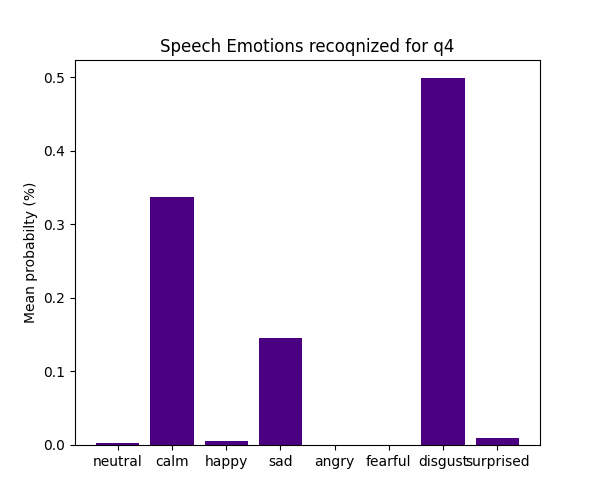 Speech Emotions recoqnized for q4
Mean probabilty (%)
0.5
0.4
0.3
0.2
0.1
0.0
neutral calm happy sad angry fearful disgust surprised